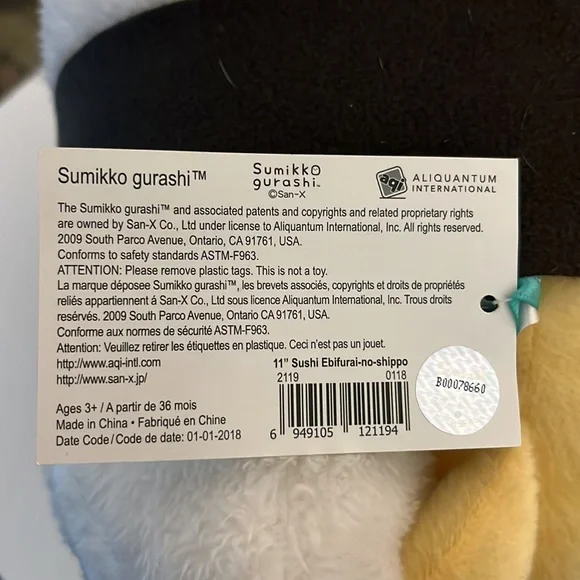 Sumikko gurashi™
Sumikko
gurashi™
©San-X
aqi
ALIQUANTUM
INTERNATIONAL
The Sumikko gurashi™ and associated patents and copyrights and related proprietary rights
are owned by San-X Co., Ltd under license to Aliquantum International, Inc. All rights reserved.
2009 South Parco Avenue, Ontario, CA 91761, USA.
Conforms to safety standards ASTM-F963.
ATTENTION: Please remove plastic tags. This is not a toy.
La marque déposee Sumikko gurashi™, les brevets associés, copyrights et droits de propriétés
reliés appartiennent á San-X Co., Ltd sous licence Aliquantum International, Inc. Trous droits
resérvés. 2009 South Parco Avenue, Ontario CA 91761, USA.
Conforme aux normes de sécurité ASTM-F963.
Attention: Veuillez retirer les étiquettes en plastique. Ceci n'est pas un jouet.
http://www.aqi-intl.com
http://www.san-x.jp/
11" Sushi Ebifurai-no-shippo
2119 0118
6 949105 121194
B00078660
Ages 3+ / A partir de 36 mois
Made in China • Fabriqué en Chine
Date Code/Code de date: 01-01-2018